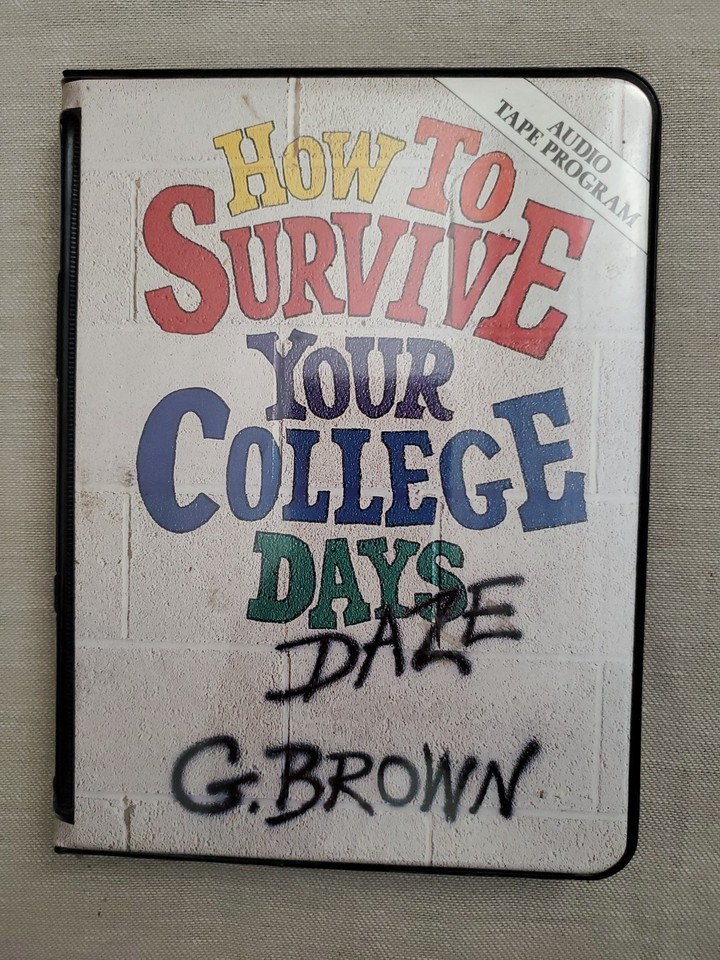 AUDIO
TAPE PROGRAM
HOW TO
SURVIVE
YOUR
COLLEGE
DAYS
DAZE
G. BROWN